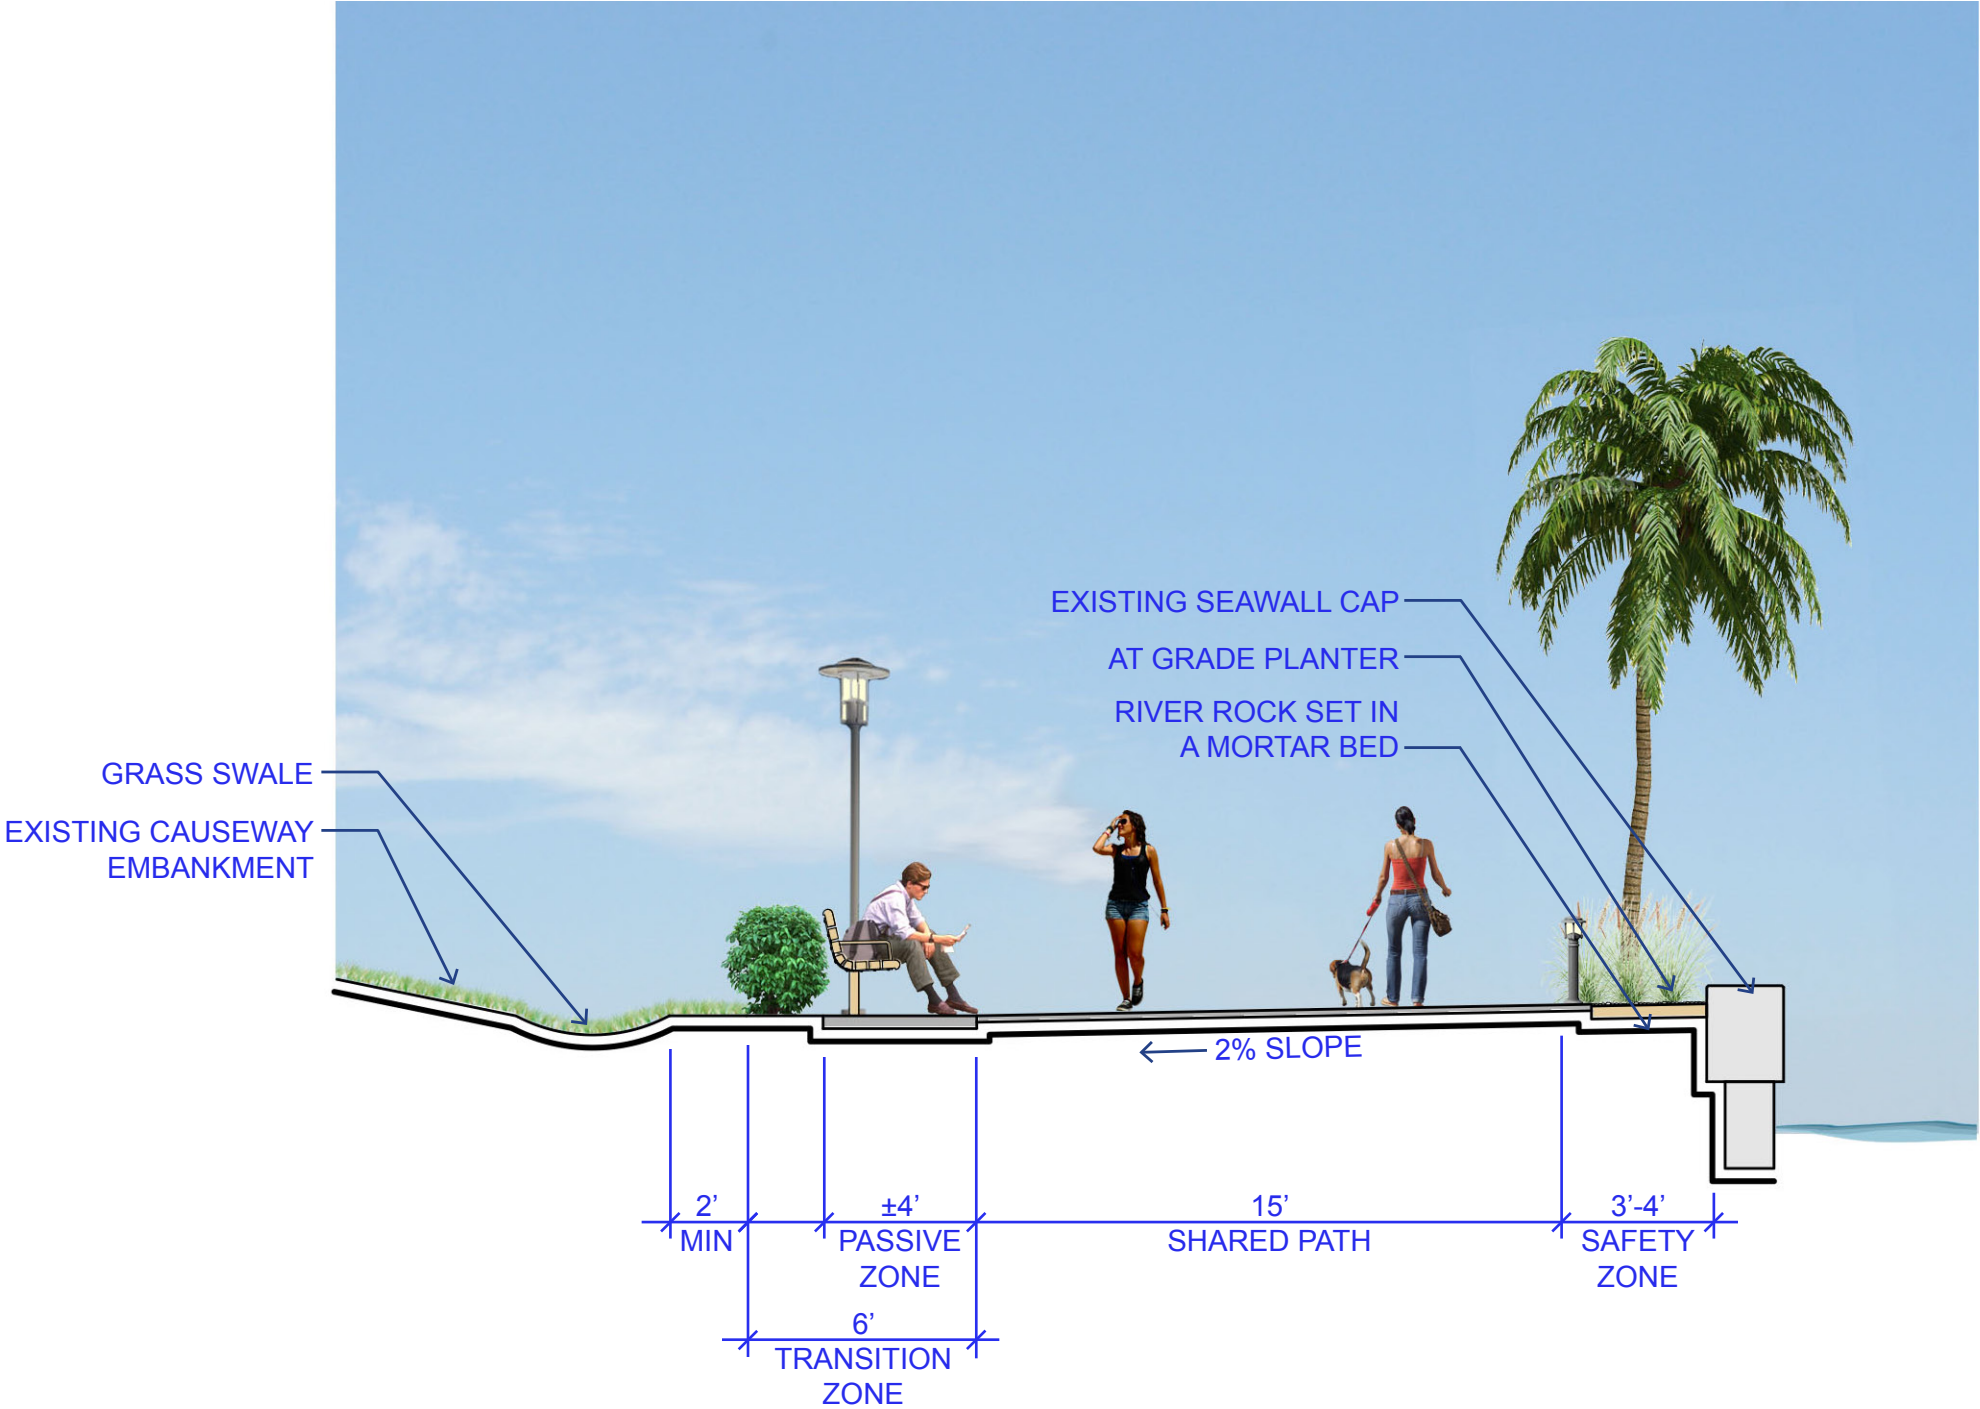 EXISTING SEAWALL CAP
AT GRADE PLANTER
RIVER ROCK SET IN
A MORTAR BED
GRASS SWALE
EXISTING CAUSEWAY
EMBANKMENT
2% SLOPE
2’
MIN
±4’
PASSIVE
ZONE
15’
SHARED PATH
3’-4’
SAFETY
ZONE
6’
TRANSITION
ZONE